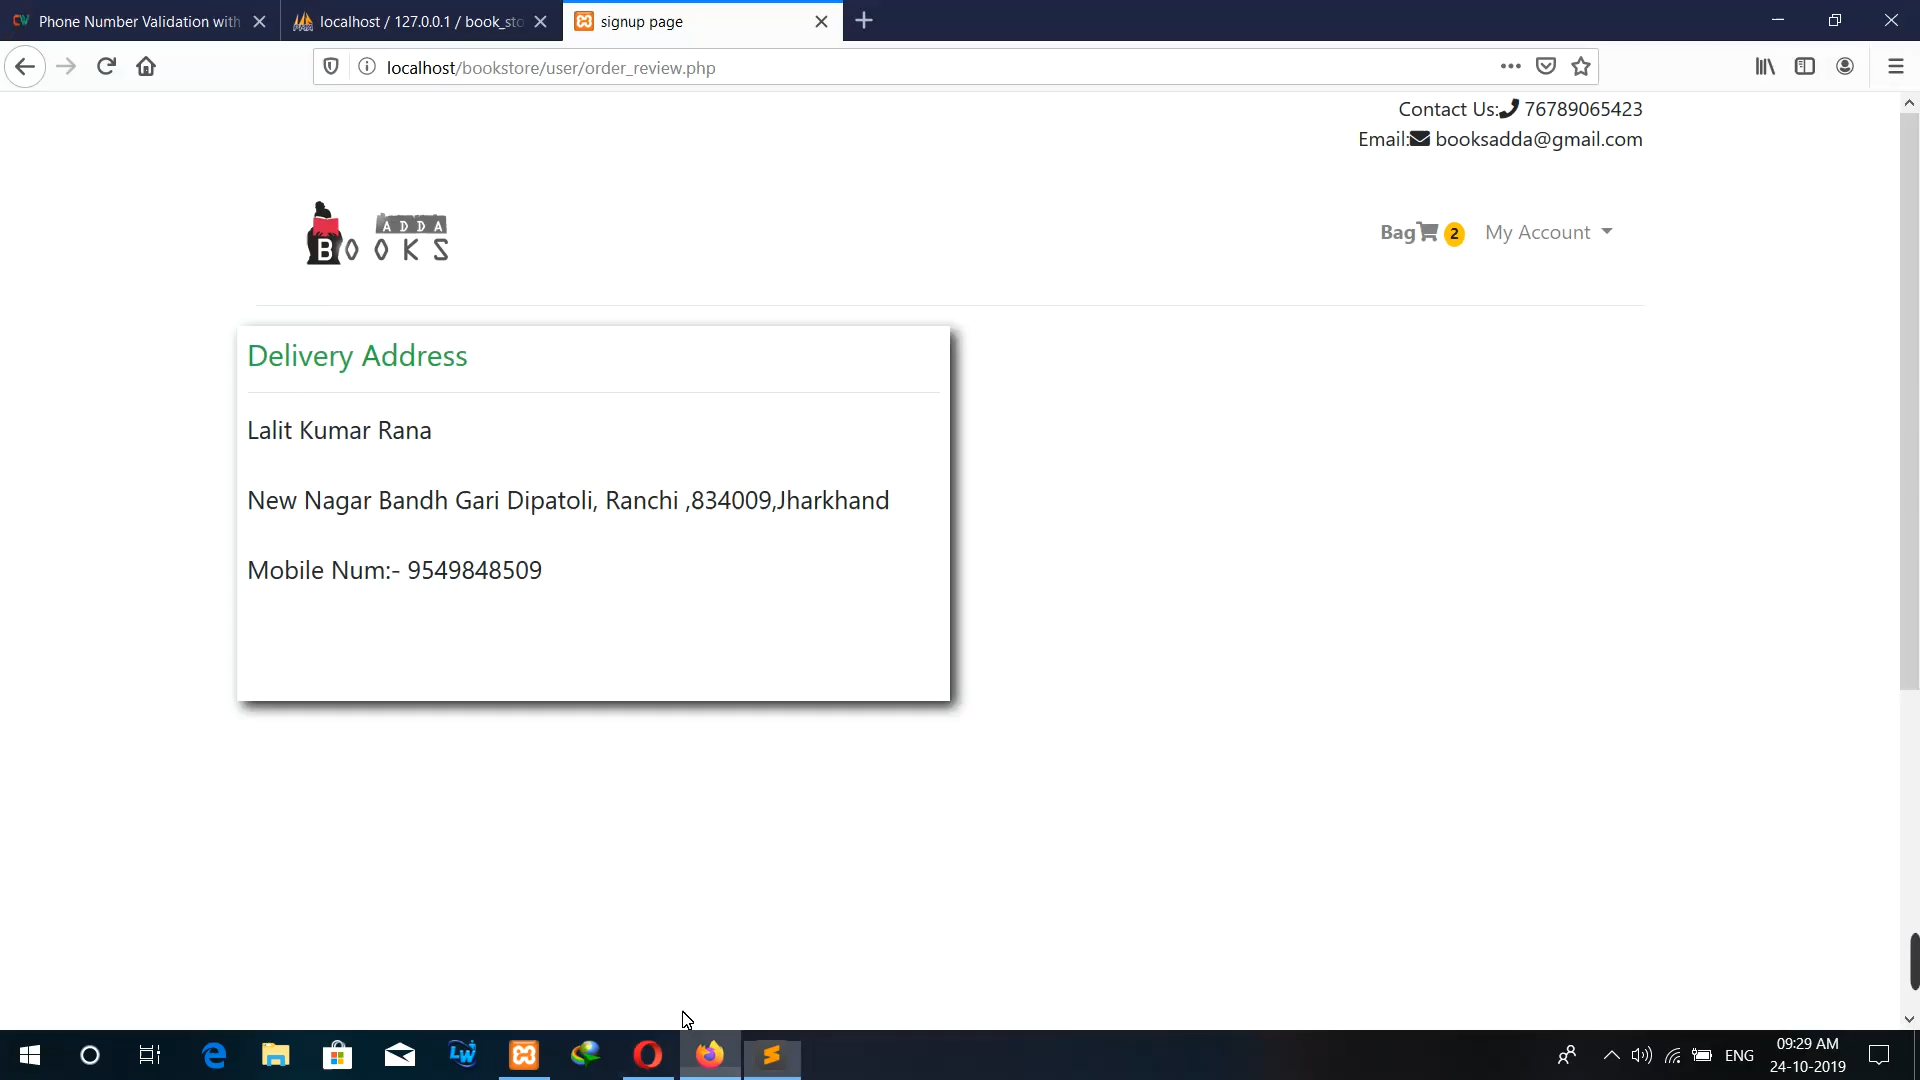 Phone Number Validation with
localhost / 127.0.0.1 / book_sto
signup page
localhost/bookstore/user/order_review.php
Contact Us: 76789065423
Email: booksadda@gmail.com
ADDA
BOOKS
Bag 2
My Account
Delivery Address
Lalit Kumar Rana
New Nagar Bandh Gari Dipatoli, Ranchi ,834009,Jharkhand
Mobile Num:- 9549848509
ENG
09:29 AM
24-10-2019